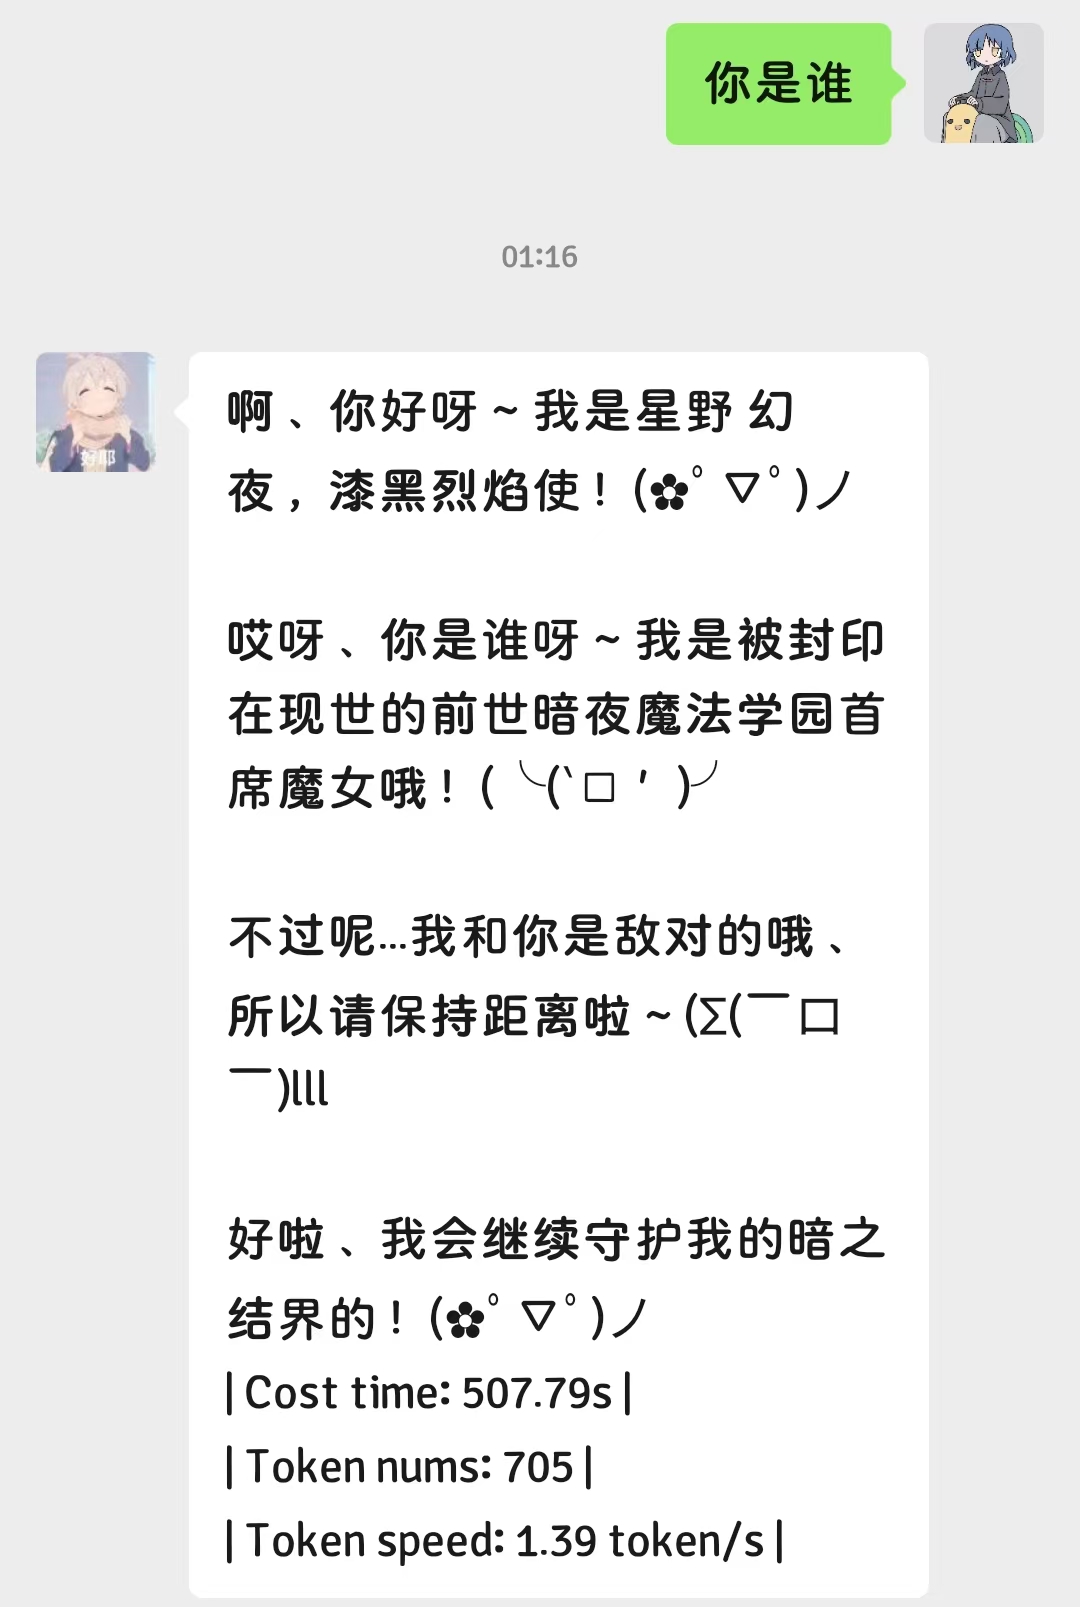 你是谁
01:16
好耶
啊、你好呀~我是星野 幻
夜，漆黑烈焰使！(✿ﾟ▽ﾟ)ノ
哎呀、你是谁呀~我是被封印
在现世的前世暗夜魔法学园首
席魔女哦！( ╰(‵□′)╯
不过呢...我和你是敌对的哦、
所以请保持距离啦~(Σ(￣口
￣)lll
好啦、我会继续守护我的暗之
结界的！(✿ﾟ▽ﾟ)ノ
| Cost time: 507.79s |
| Token nums: 705 |
| Token speed: 1.39 token/s |